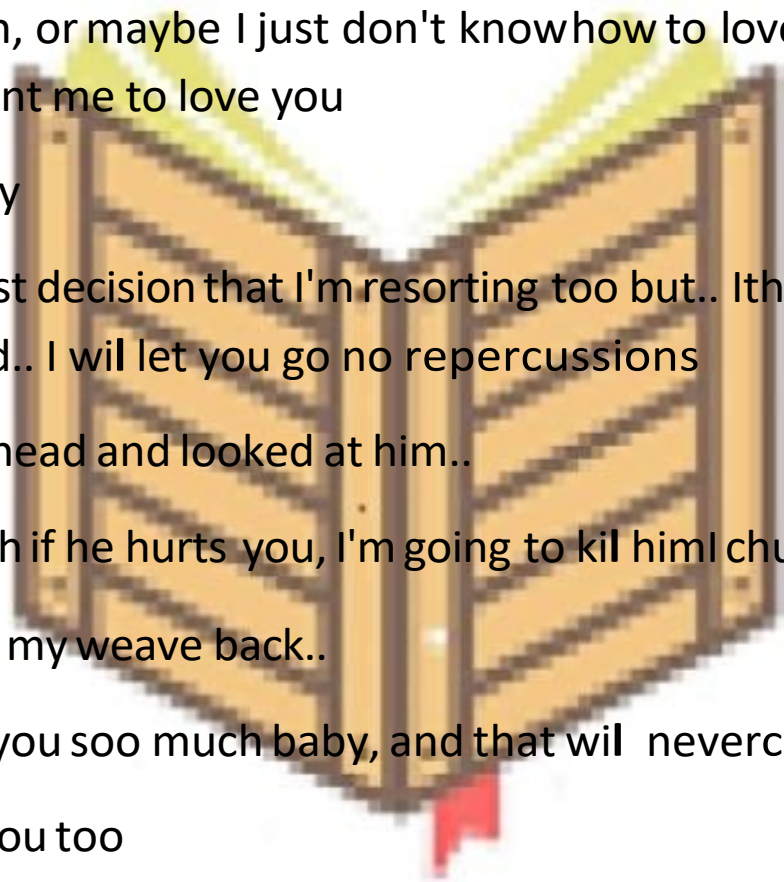 n, or maybe I just don't knowhow to love
nt me to love you
y
st decision that I'm resorting too but.. Ith
d.. I wil let you go no repercussions
head and looked at him..
h if he hurts you, I'm going to kil himI chu
my weave back..
you soo much baby, and that wil neverc
ou too